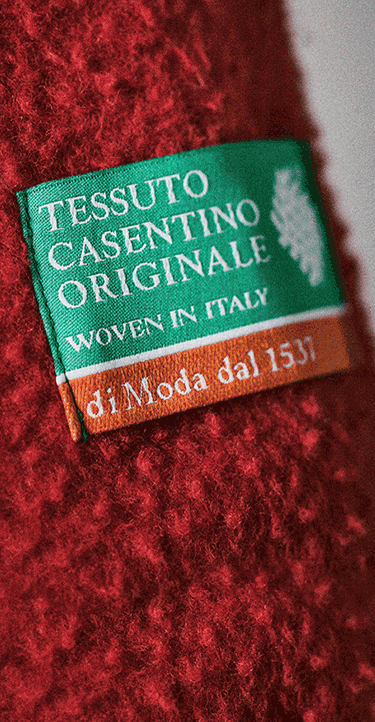 TESSUTO
CASENTINO
ORIGINALE
WOVEN IN ITALY
di Moda dal 1537